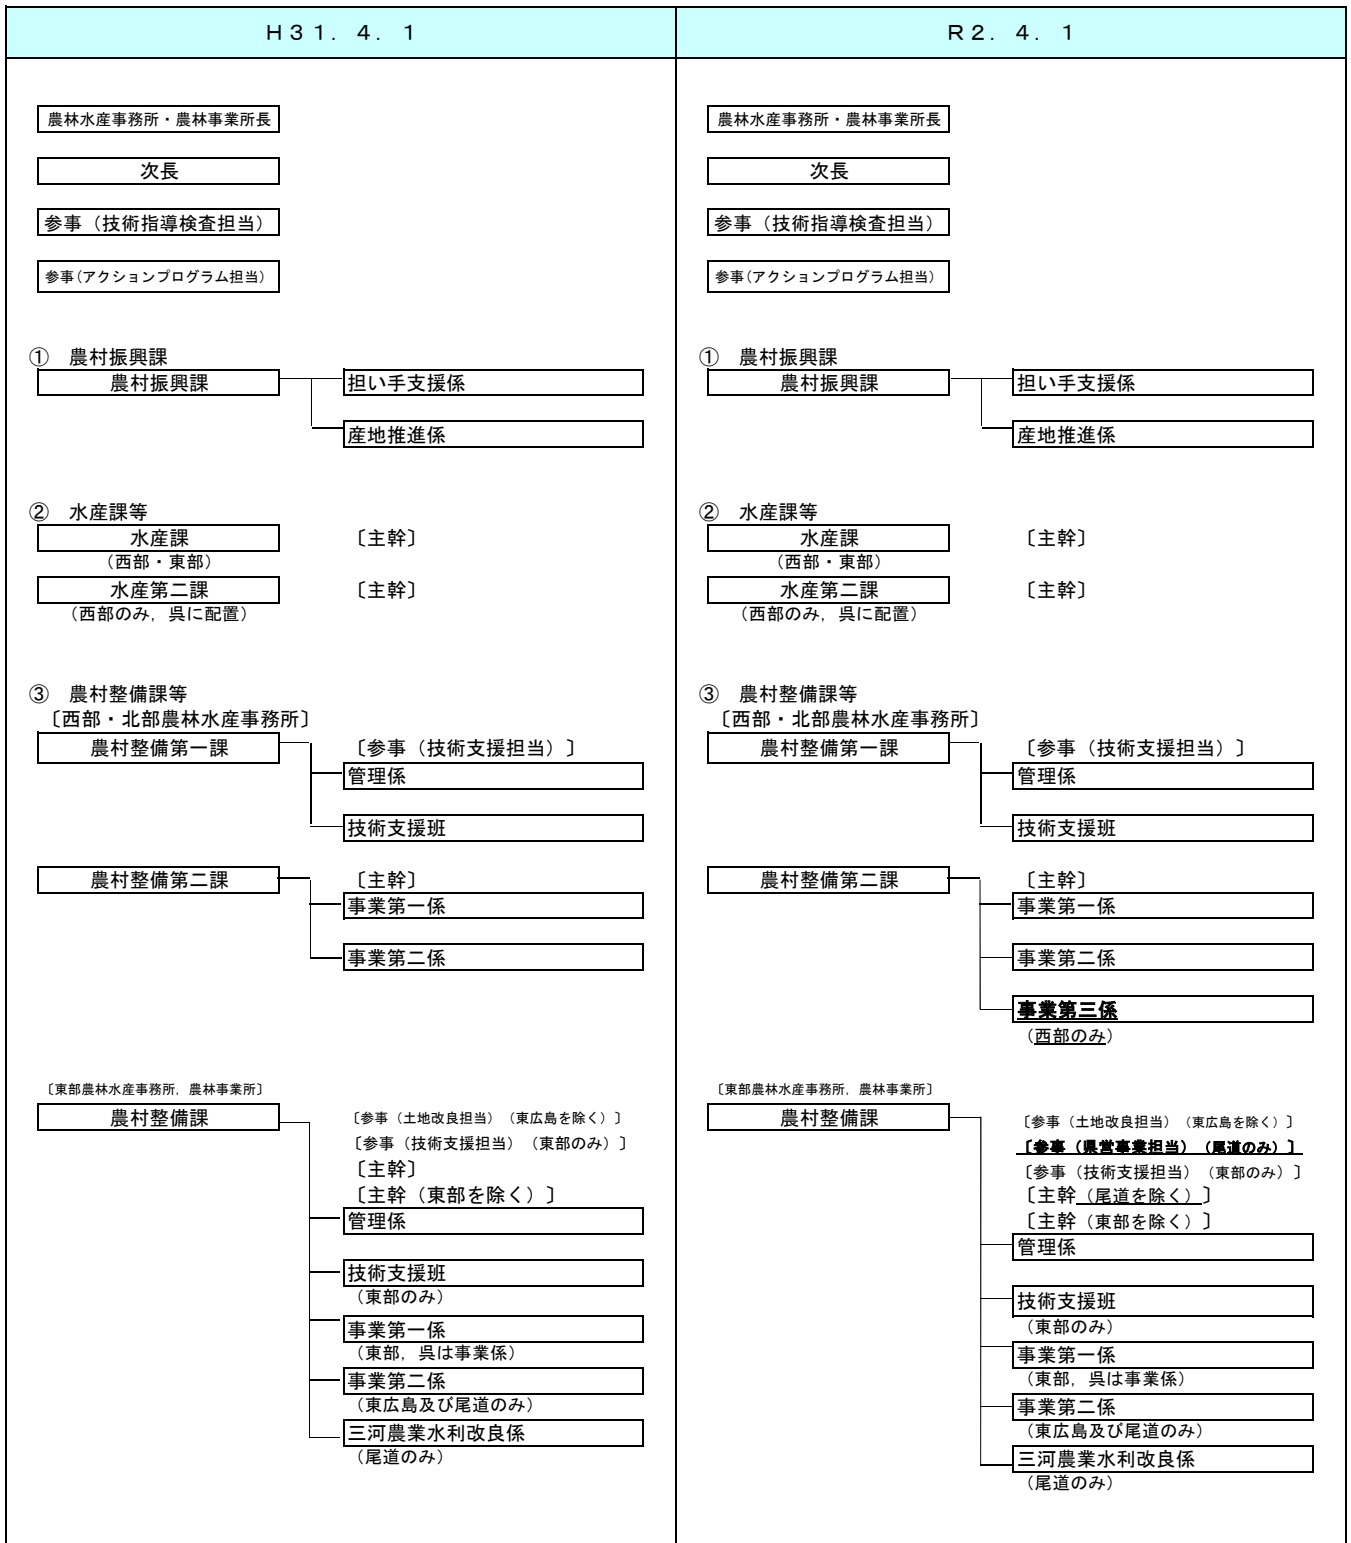 Ｈ３１．４．１
農林水産事務所・農林事業所長
次長
参事（技術指導検査担当）
参事（アクションプログラム担当）
①　農村振興課
農村振興課
担い手支援係
産地推進係
②　水産課等
水産課 〔主幹〕
（西部・東部）
水産第二課 〔主幹〕
（西部のみ，呉に配置）
③　農村整備課等
〔西部・北部農林水産事務所〕
農村整備第一課 〔参事（技術支援担当）〕
管理係
技術支援班
農村整備第二課 〔主幹〕
事業第一係
事業第二係
〔東部農林水産事務所，農林事業所〕
農村整備課 〔参事（土地改良担当）（東広島を除く）〕
〔参事（技術支援担当）（東部のみ）〕
〔主幹〕
〔主幹（東部を除く）〕
管理係
技術支援班
（東部のみ）
事業第一係
（東部，呉は事業係）
事業第二係
（東広島及び尾道のみ）
三河農業水利改良係
（尾道のみ）
Ｒ２．４．１
農林水産事務所・農林事業所長
次長
参事（技術指導検査担当）
参事（アクションプログラム担当）
①　農村振興課
農村振興課
担い手支援係
産地推進係
②　水産課等
水産課 〔主幹〕
（西部・東部）
水産第二課 〔主幹〕
（西部のみ，呉に配置）
③　農村整備課等
〔西部・北部農林水産事務所〕
農村整備第一課 〔参事（技術支援担当）〕
管理係
技術支援班
農村整備第二課 〔主幹〕
事業第一係
事業第二係
事業第三係
（西部のみ）
〔東部農林水産事務所，農林事業所〕
農村整備課 〔参事（土地改良担当）（東広島を除く）〕
〔参事（県営事業担当）（尾道のみ）〕
〔参事（技術支援担当）（東部のみ）〕
〔主幹（尾道を除く）〕
〔主幹（東部を除く）〕
管理係
技術支援班
（東部のみ）
事業第一係
（東部，呉は事業係）
事業第二係
（東広島及び尾道のみ）
三河農業水利改良係
（尾道のみ）